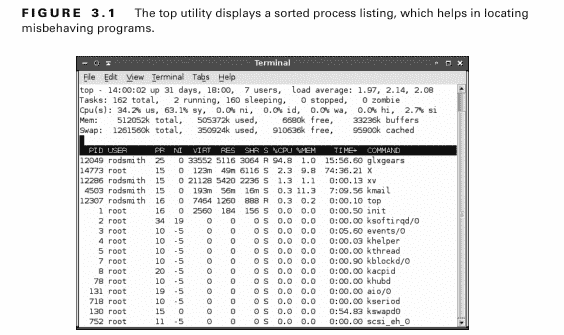 FIGURE 3.1 The top utility displays a sorted process listing, which helps in locating
misbehaving programs.
Terminal
File Edit View Terminal Tabs Help
top - 14:00:02 up 31 days, 18:00, 7 users, load average: 1.97, 2.14, 2.08
Tasks: 162 total, 2 running, 160 sleeping, 0 stopped, 0 zombie
Cpu(s): 34.2% us, 63.1% sy, 0.0% ni, 0.0% id, 0.0% wa, 0.0% hi, 2.7% si
Mem: 512052k total, 505372k used, 6680k free, 33236k buffers
Swap: 1261560k total, 350924k used, 910636k free, 95900k cached
PID USER PR NI VIRT RES SHR S %CPU %MEM TIME+ COMMAND
12049 rodsmith 25 0 33552 5116 3064 R 94.8 1.0 15:56.60 glxgears
14773 root 15 0 123m 49m 6116 S 2.3 9.8 74:36.21 X
12286 rodsmith 15 0 21128 5420 2236 S 1.3 1.1 0:00.13 xv
4503 rodsmith 15 0 193m 56m 16m S 0.3 11.3 7:09.56 kmail
12307 rodsmith 16 0 7464 1260 888 R 0.3 0.2 0:00.10 top
1 root 16 0 2560 184 156 S 0.0 0.0 0:00.50 init
2 root 34 19 0 0 0 S 0.0 0.0 0:00.00 ksoftirqd/0
3 root 10 -5 0 0 0 S 0.0 0.0 0:05.60 events/0
4 root 10 -5 0 0 0 S 0.0 0.0 0:00.03 khelper
5 root 10 -5 0 0 0 S 0.0 0.0 0:00.00 kthread
7 root 10 -5 0 0 0 S 0.0 0.0 0:00.90 kblockd/0
8 root 20 -5 0 0 0 S 0.0 0.0 0:00.00 kacpid
78 root 10 -5 0 0 0 S 0.0 0.0 0:00.00 khubd
131 root 19 -5 0 0 0 S 0.0 0.0 0:00.00 aio/0
718 root 10 -5 0 0 0 S 0.0 0.0 0:00.00 kseriod
130 root 15 0 0 0 0 S 0.0 0.0 0:54.83 kswapd0
752 root 11 -5 0 0 0 S 0.0 0.0 0:00.00 scsi_eh_0